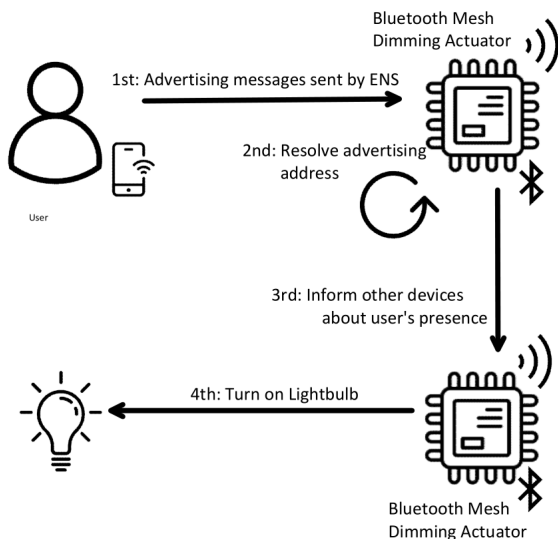 Bluetooth Mesh
Dimming Actuator
1st: Advertising messages sent by ENS
2nd: Resolve advertising
address
User
3rd: Inform other devices
about user's presence
4th: Turn on Lightbulb
Bluetooth Mesh
Dimming Actuator